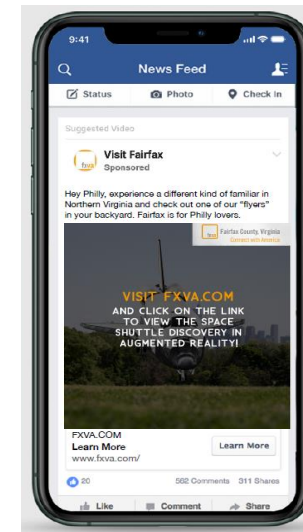 9:41
News Feed
Status Photo Check In
Suggested Video
fxva
Visit Fairfax
Sponsored
Hey Philly, experience a different kind of familiar in
Northern Virginia and check out one of our "flyers"
in your backyard. Fairfax is for Philly lovers.
fxva Fairfax County, Virginia
Connect with America
VISIT FXVA.COM
AND CLICK ON THE LINK
TO VIEW THE SPACE
SHUTTLE DISCOVERY IN
AUGMENTED REALITY!
FXVA.COM
Learn More
www.fxva.com/
Learn More
20 562 Comments 311 Shares
Like Comment Share